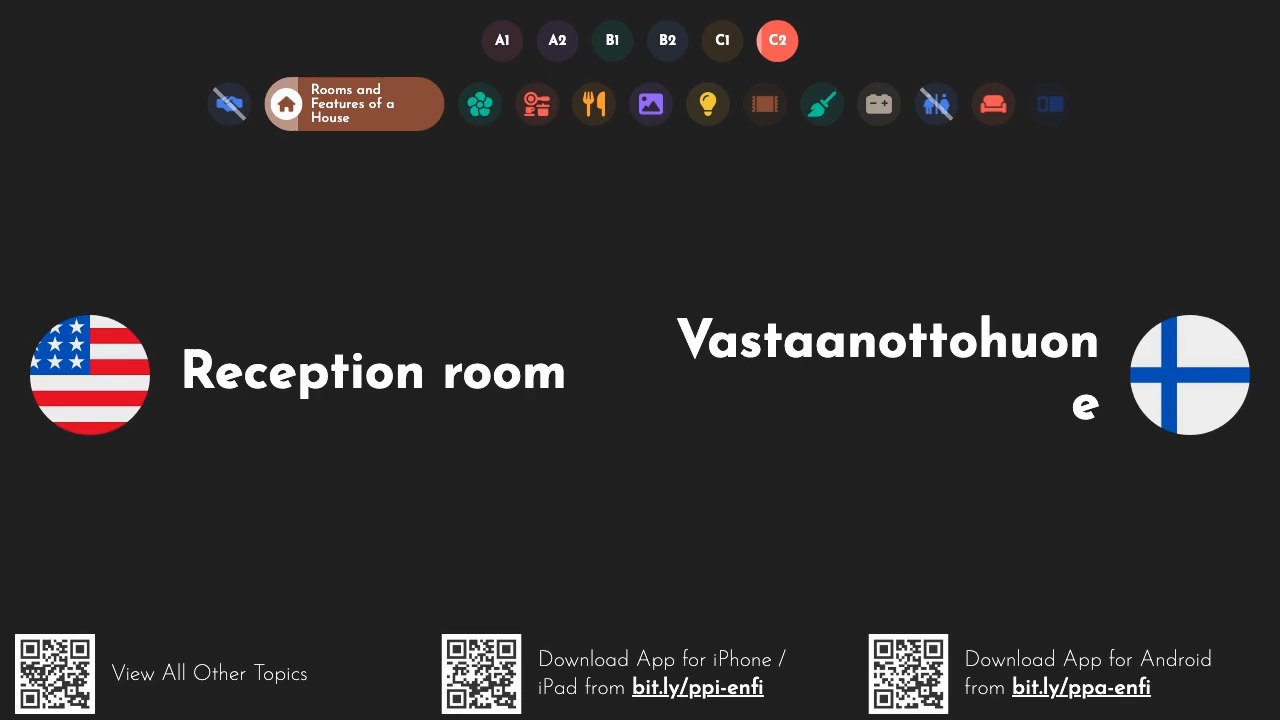 A1 A2 B1 B2 C1 C2
Rooms and
Features of a
House
Reception room
Vastaanottohuon
e
View All Other Topics
Download App for iPhone /
iPad from bit.ly/ppi-enfi
Download App for Android
from bit.ly/ppa-enfi